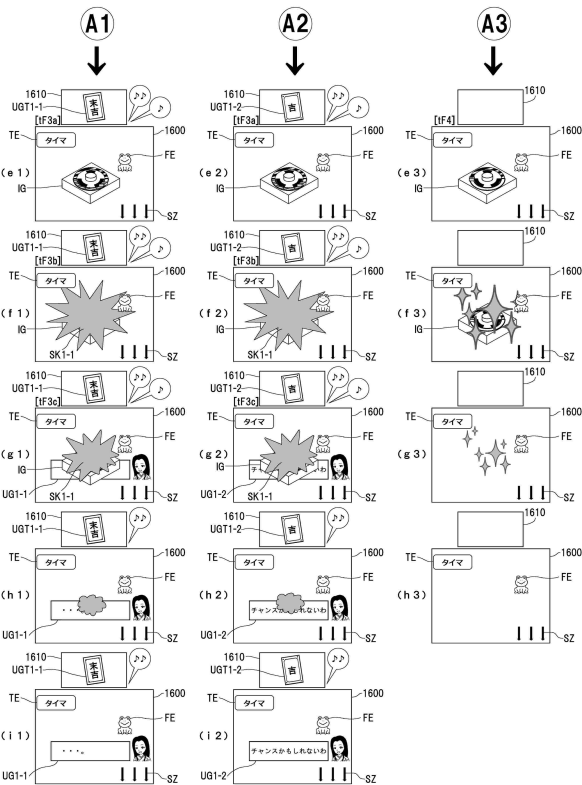 A1 A2 A3
1610 末吉 ♪♪ ♪ 1610 吉 ♪♪ ♪ 1610
UGT1-1 UGT1-2
[tF3a] [tF3a] [tF4]
TE タイマ 1600 TE タイマ 1600 TE タイマ 1600
FE FE FE
(e1) (e2) (e3)
IG IG IG
SZ SZ SZ
1610 末吉 ♪♪ ♪ 1610 吉 ♪♪ ♪ 1610
UGT1-1 UGT1-2
[tF3b] [tF3b]
TE タイマ 1600 TE タイマ 1600 TE タイマ 1600
FE FE FE
(f1) (f2) (f3)
IG IG IG
SK1-1 SZ SK1-1 SZ SZ
1610 末吉 ♪♪ ♪ 1610 吉 ♪♪ ♪ 1610
UGT1-1 UGT1-2
[tF3c] [tF3c]
TE タイマ 1600 TE タイマ 1600 TE タイマ 1600
FE FE FE
(g1) (g2) (g3)
IG IG チ わ
UG1-1 SK1-1 SZ UG1-2 SK1-1 SZ SZ
1610 末吉 ♪♪ 1610 吉 ♪♪ 1610
UGT1-1 UGT1-2
TE タイマ 1600 TE タイマ 1600 TE タイマ 1600
FE FE FE
(h1) ・・ (h2) チャンスか しれないわ (h3)
UG1-1 SZ UG1-2 SZ SZ
1610 末吉 ♪♪ 1610 吉 ♪♪
UGT1-1 UGT1-2
TE タイマ 1600 TE タイマ 1600
FE FE
(i1) ・・・。 (i2) チャンスかもしれないわ
UG1-1 SZ UG1-2 SZ